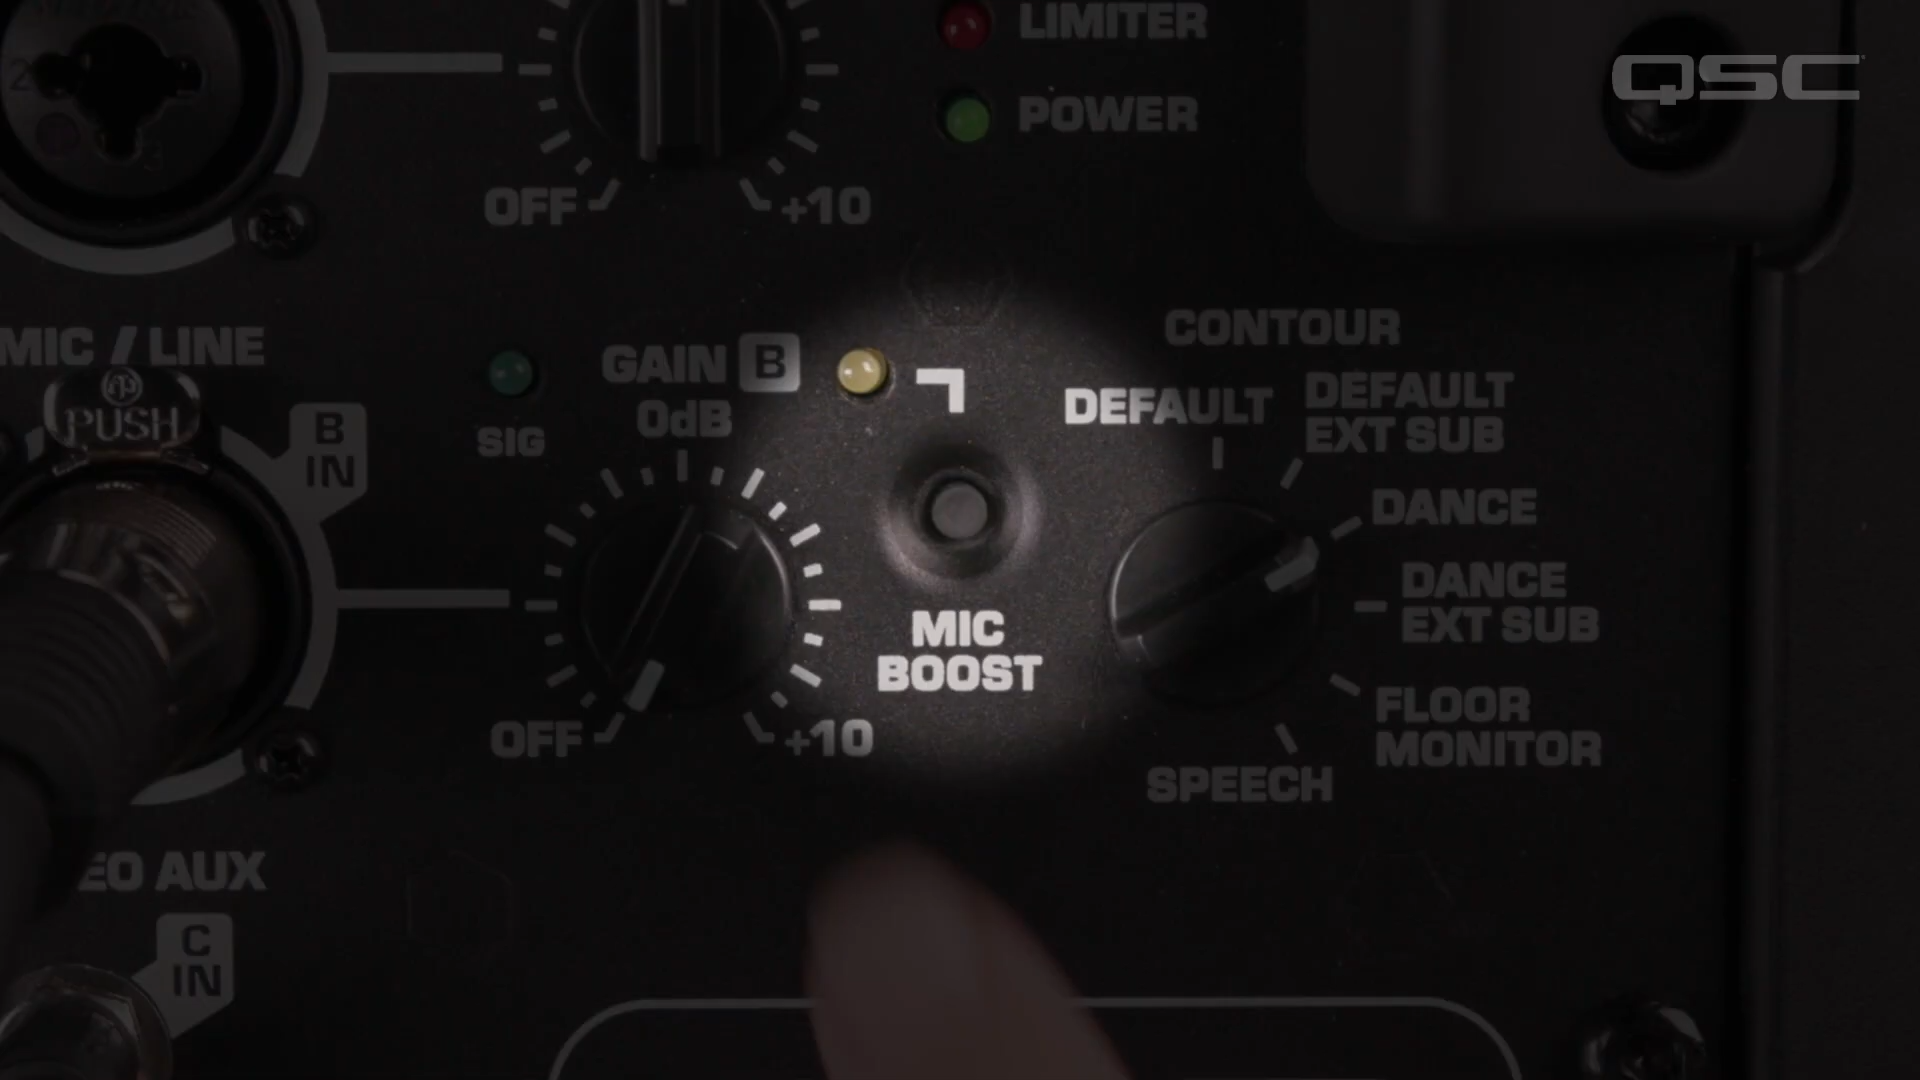 LIMITER
QSC
POWER
2
OFF
+10
MIC / LINE
PUSH
B
IN
SIG
GAIN B
0dB
OFF
+10
MIC
BOOST
CONTOUR
DEFAULT
DEFAULT
EXT SUB
DANCE
DANCE
EXT SUB
FLOOR
MONITOR
SPEECH
EO AUX
C
IN